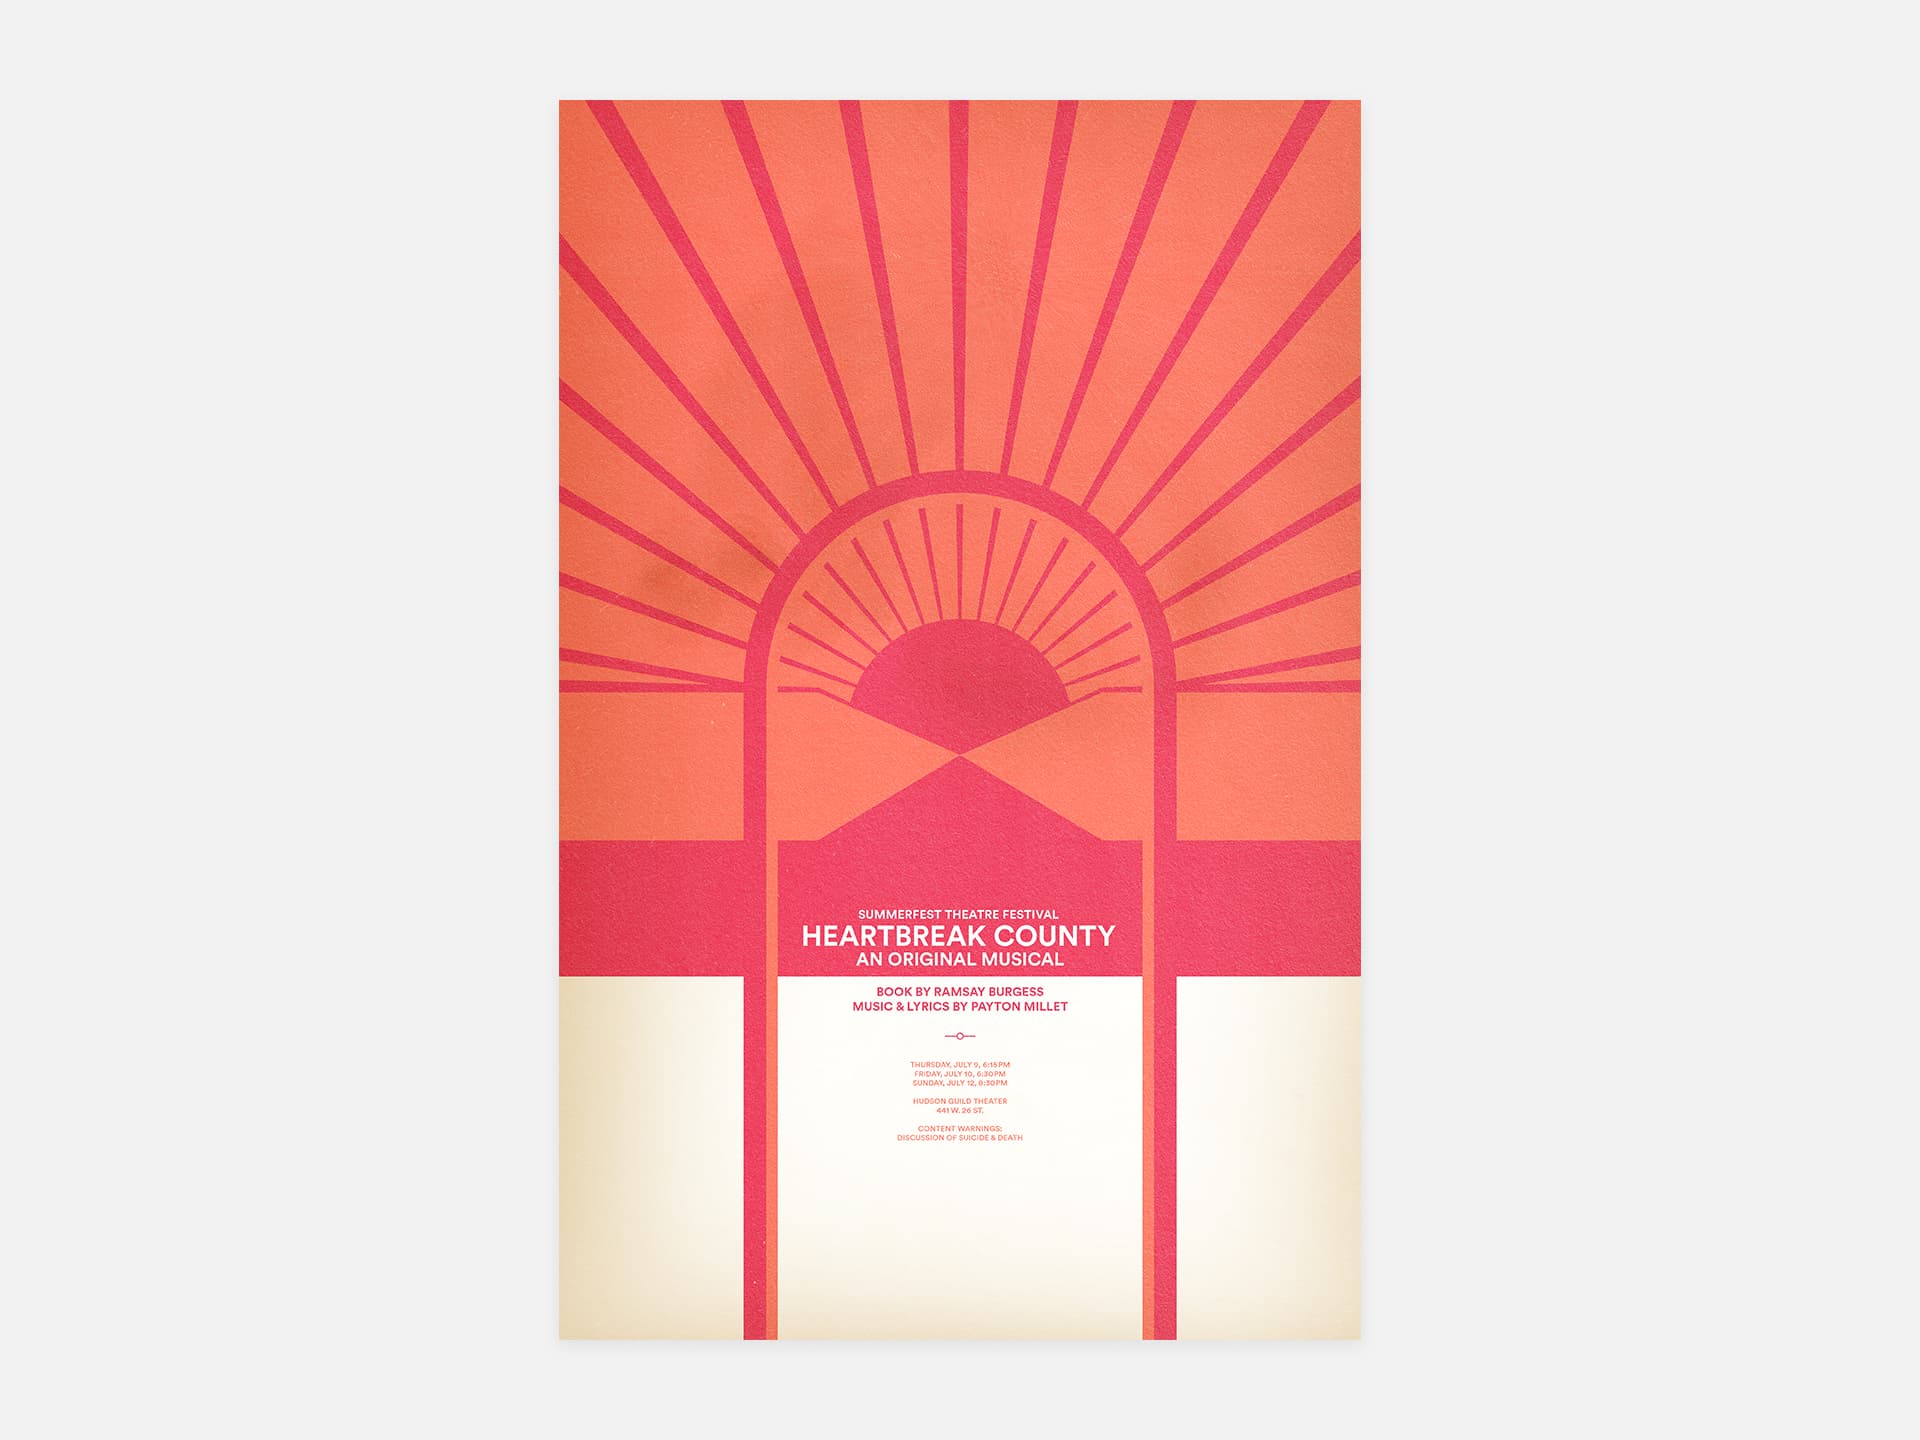 SUMMERFEST THEATRE FESTIVAL
HEARTBREAK COUNTY
AN ORIGINAL MUSICAL
BOOK BY RAMSAY BURGESS
MUSIC & LYRICS BY PAYTON MILLET
THURSDAY, JULY 9, 6:15PM
FRIDAY, JULY 10, 6:30PM
SUNDAY, JULY 12, 8:30PM
HUDSON GUILD THEATER
441 W. 26 ST.
CONTENT WARNINGS:
DISCUSSION OF SUICIDE & DEATH